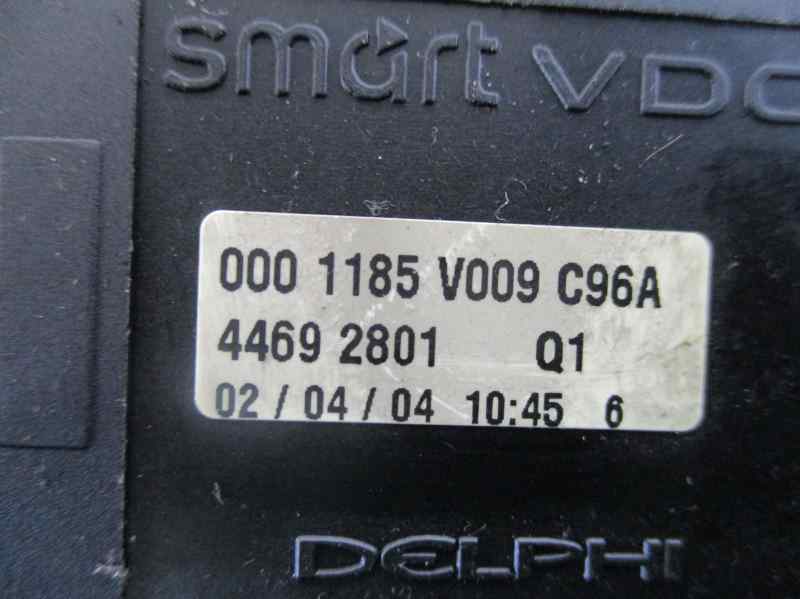 smart VDO
000 1185 V009 C96A
4469 2801 Q1
02 / 04 / 04 10:45 6
DELPHI